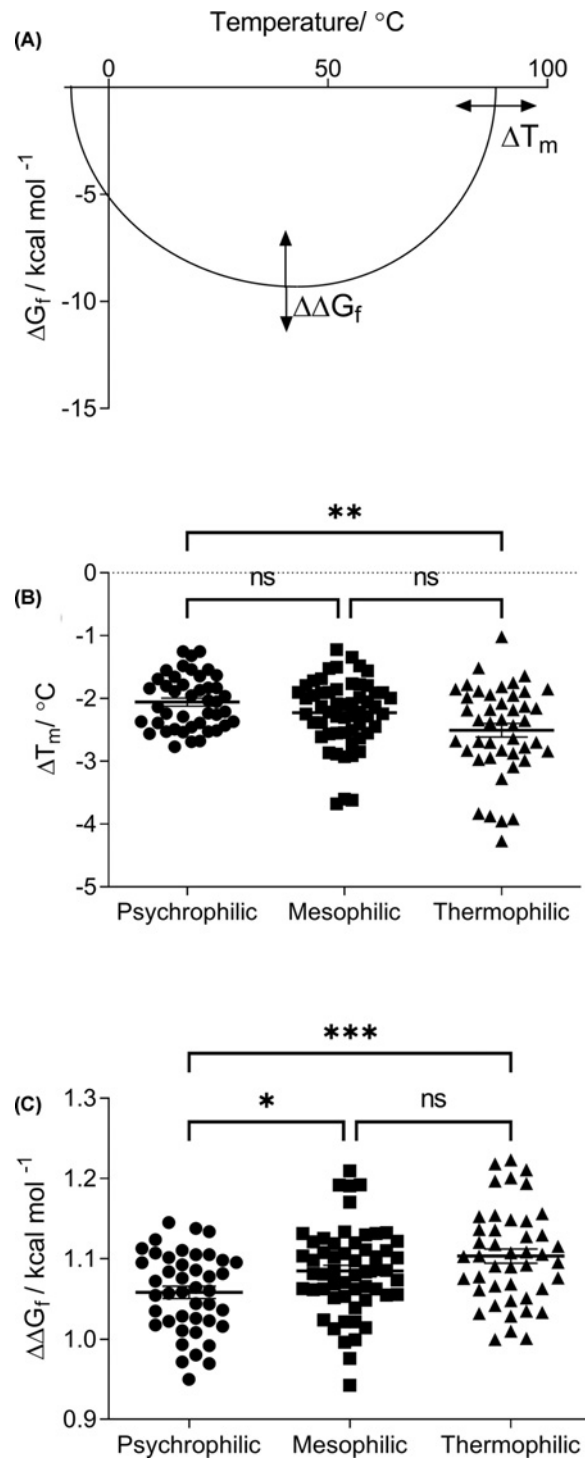 Temperature/ °C
(A)
0 50 100
ΔTm
-5
-10
-15
ΔGf / kcal mol -1
ΔΔGf
**
0
ns ns
(B)
-1
-2
-3
-4
-5
ΔTm/ °C
Psychrophilic Mesophilic Thermophilic
***
(C)
1.3
* ns
1.2
1.1
1.0
0.9
ΔΔGf / kcal mol -1
Psychrophilic Mesophilic Thermophilic